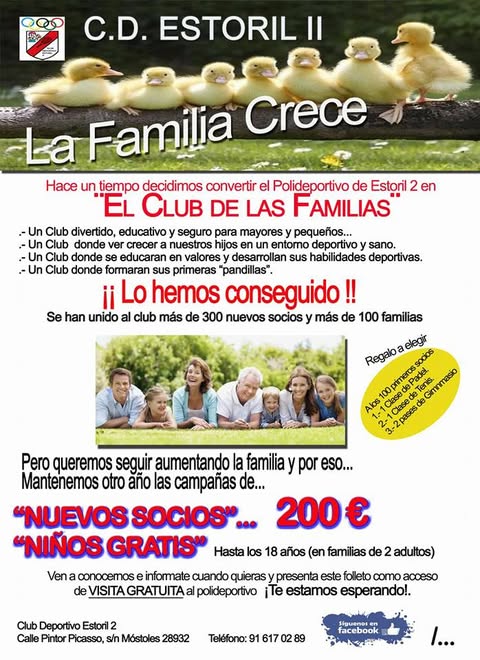 C.D. ESTORIL II
La Familia Crece
Hace un tiempo decidimos convertir el Polideportivo de Estoril 2 en
¨EL CLUB DE LAS FAMILIAS¨
.- Un Club divertido, educativo y seguro para mayores y pequeños...
.- Un Club donde ver crecer a nuestros hijos en un entorno deportivo y sano.
.- Un Club donde se educaran en valores y desarrollan sus habilidades deportivas.
.- Un Club donde formaran sus primeras "pandillas".
¡¡ Lo hemos conseguido !!
Se han unido al club más de 300 nuevos socios y más de 100 familias
Regalo a elegir
A los 100 primeros socios
1.- 1 Clase de Padel.
2.- 1 Clase de Tenis.
3.- 2 pases de Gimnmasio
Pero queremos seguir aumentando la familia y por eso...
Mantenemos otro año las campañas de...
"NUEVOS SOCIOS"... 200 €
"NIÑOS GRATIS" Hasta los 18 años (en familias de 2 adultos)
Ven a conocernos e informate cuando quieras y presenta este folleto como acceso
de VISITA GRATUITA al polideportivo ¡Te estamos esperando!.
Club Deportivo Estoril 2
Calle Pintor Picasso, s/n Móstoles 28932 Teléfono: 91 617 02 89
Síguenos en
facebook
/...